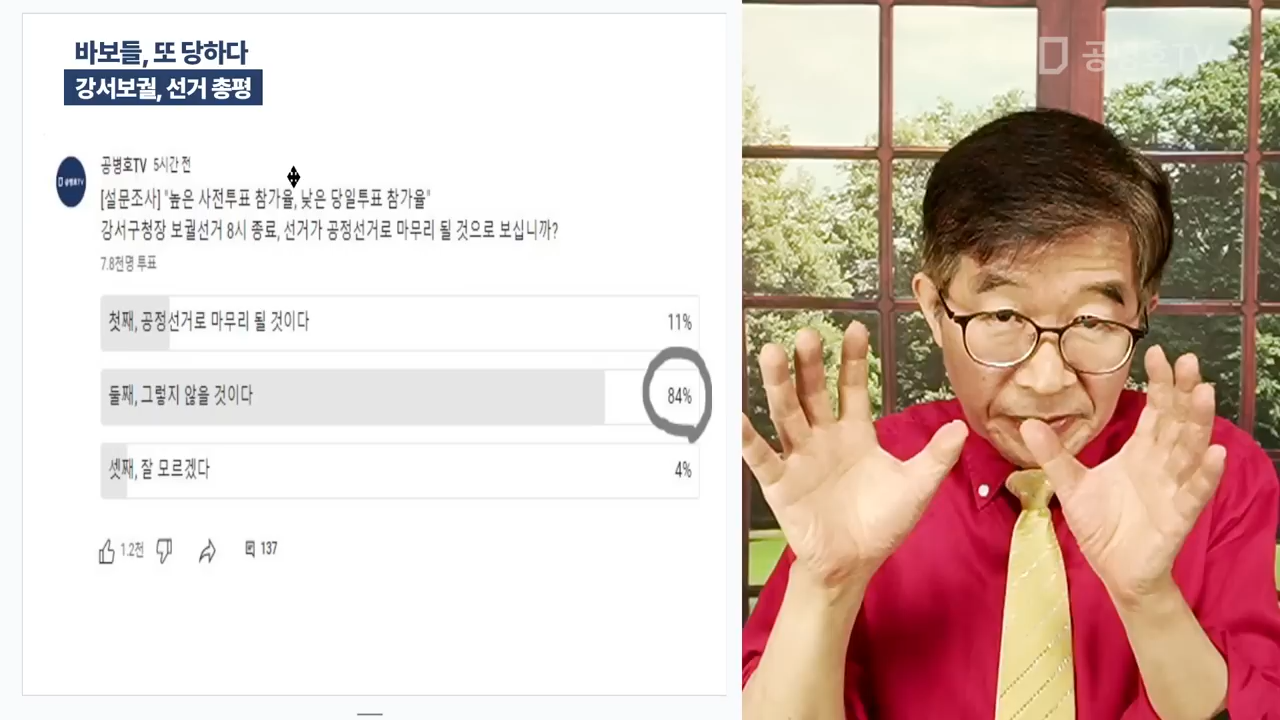 바보들, 또 당하다
강서보궐, 선거 총평
공병호TV
공병호TV 5시간 전
[설문조사] "높은 사전투표 참가율, 낮은 당일투표 참가율"
강서구청장 보궐선거 8시 종료, 선거가 공정선거로 마무리 될 것으로 보십니까?
7.8천명 투표
첫째, 공정선거로 마무리 될 것이다 11%
둘째, 그렇지 않을 것이다 84%
셋째, 잘 모르겠다 4%
1.2천 137
공병호TV